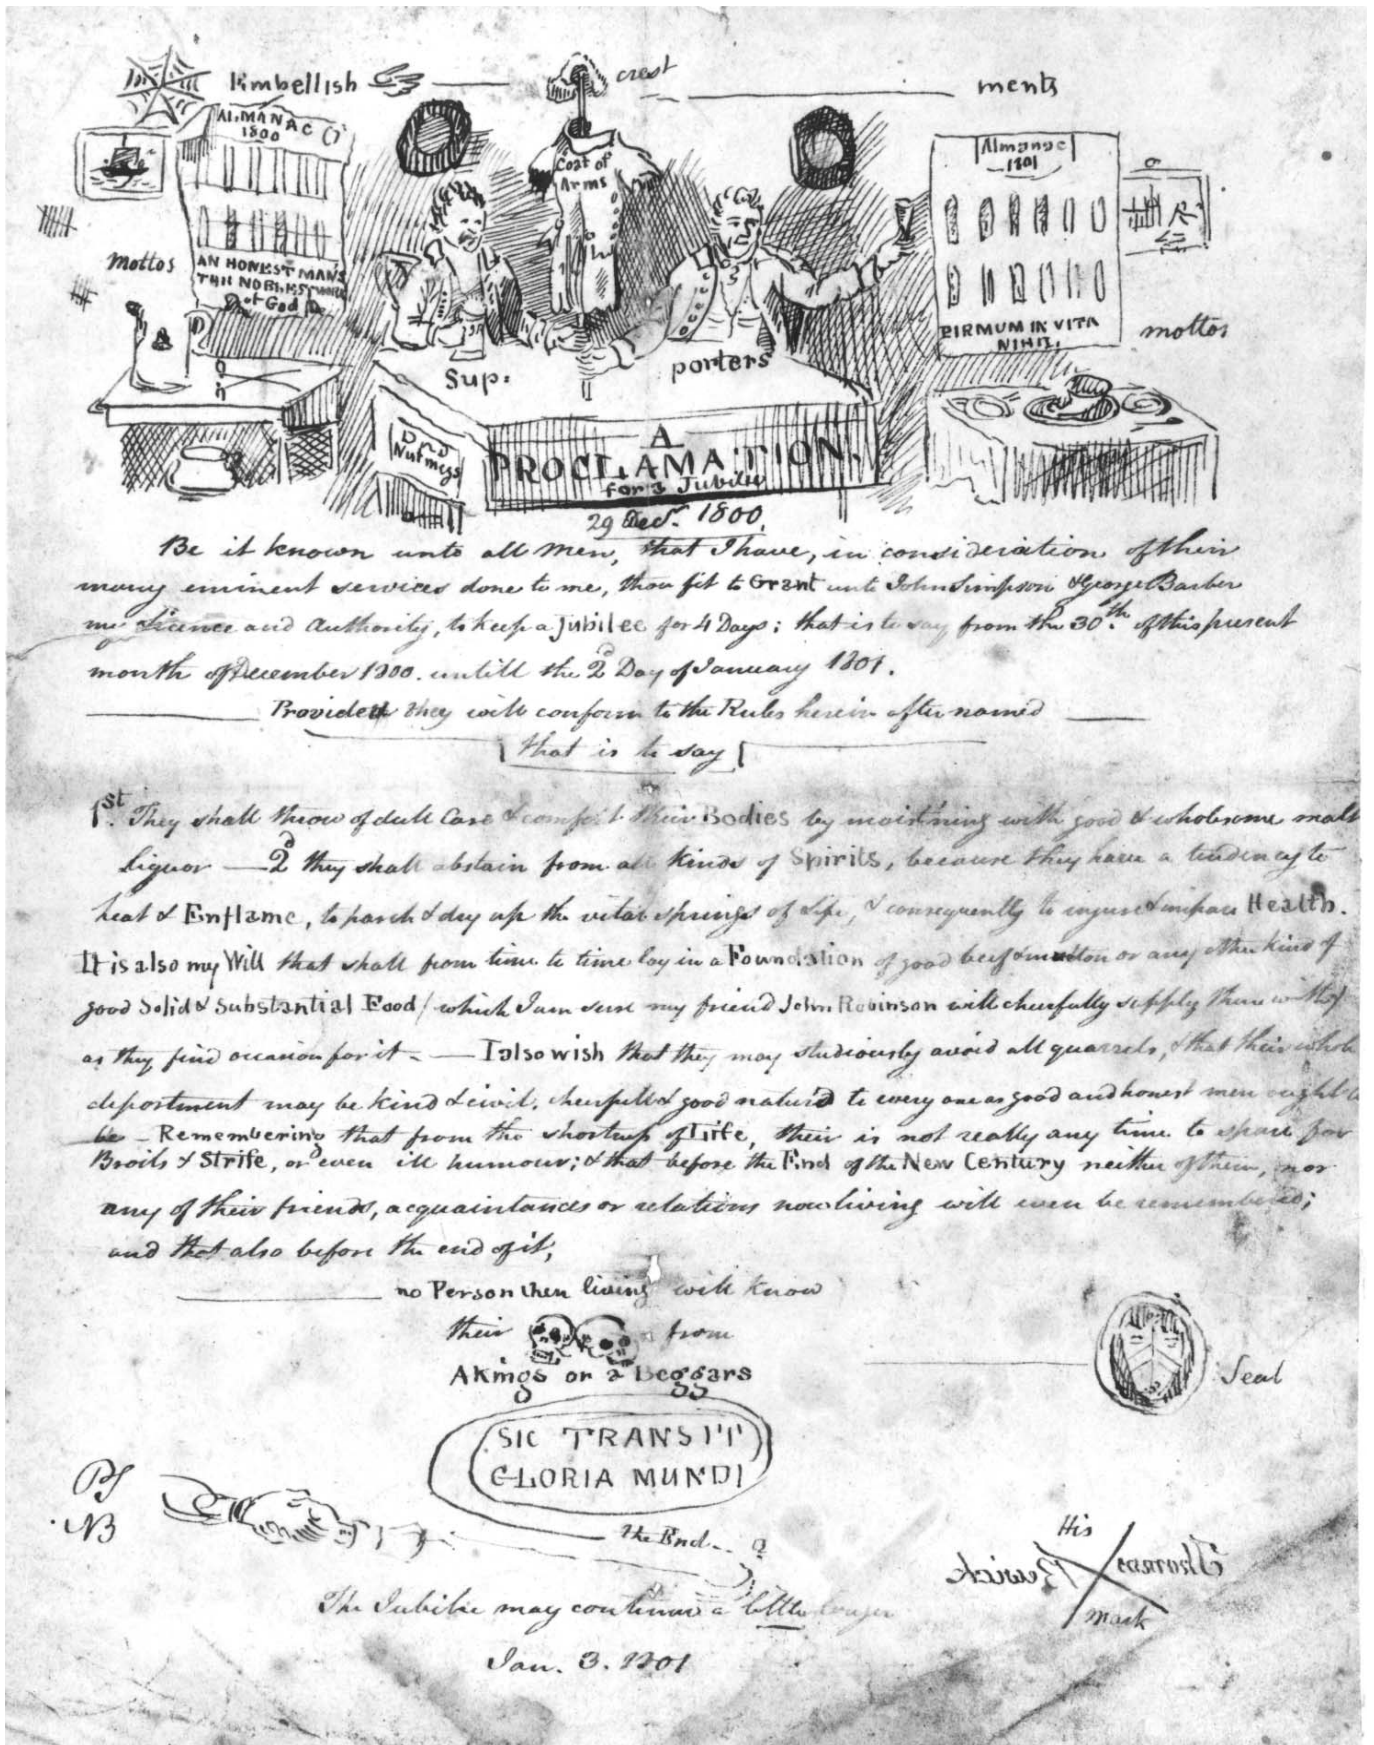 Embellish
crest
ments
ALMANAC
1800
Coat of
Arms
Almanac
1801
mottos
AN HONEST MAN'S
THE NOBLEST WORK
of God
PIRMUM IN VITA
NIHIL.
mottos
Sup:
porters
Nutmegs
A
PROCLAMATION.
for a Jubilee
29 Decr. 1800.
Be it known unto all Men, that I have, in consideration of their
many eminent services done to me, thou fit to Grant unto John Simpson & George Barber
my Licence and Authority, to keep a Jubilee for 4 Days; that is to say from the 30th. of this present
month of December 1800. untill the 2d Day of January 1801.
Provided they will conform to the Rules herein after named
that is to say
1st. They shall throw of dull Care & comfort their Bodies by moist'ning with good & wholesome malt
liquor — 2d they shall abstain from all kinds of Spirits, because they have a tendency to
heat & Enflame, to parch & dry up the vital springs of Life, & consequently to injure & impair Health.
It is also my Will that shall from time to time lay in a Foundation of good beef & mutton or any other kind of
good Solid & Substantial Food / which I am sure my friend John Robinson will cheerfully supply them with /
as they find occasion for it — I also wish that they may studiously avoid all quarrels, & that their whole
deportment may be kind & civil, cheerfull & good natur'd to every one as good and honest men ought to
be — Remembering that from the shortness of Life, their is not really any time to spare for
Broils & Strife, or even ill humour; & that before the End of the New Century neither of them, nor
any of their friends, acquaintances or relations now living will even be remembered;
and that also before the end of it,
no Person then living will know
their from
A Kings or a Beggars
Seal
SIC TRANSIT
GLORIA MUNDI
PS
NB
the End.
His
Thomas Bewick
mark
The Jubilee may continue a little longer
Jan. 3. 1801